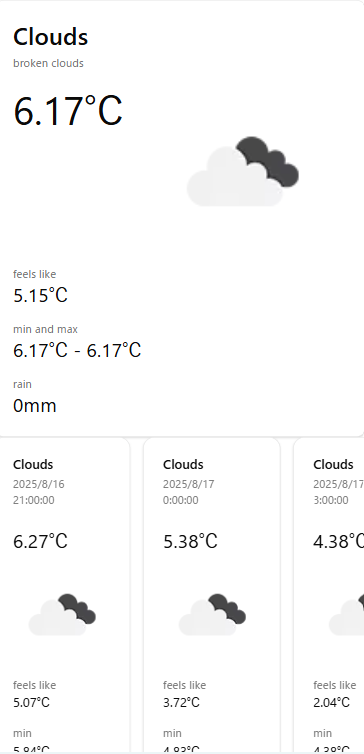 Clouds
broken clouds
6.17°C
feels like
5.15°C
min and max
6.17°C - 6.17°C
rain
0mm
Clouds
2025/8/16
21:00:00
6.27°C
feels like
5.07°C
min
5.84°C
Clouds
2025/8/17
0:00:00
5.38°C
feels like
3.72°C
min
4.83°C
Clouds
2025/8/17
3:00:00
4.38°C
feels like
2.04°C
min
4.38°C